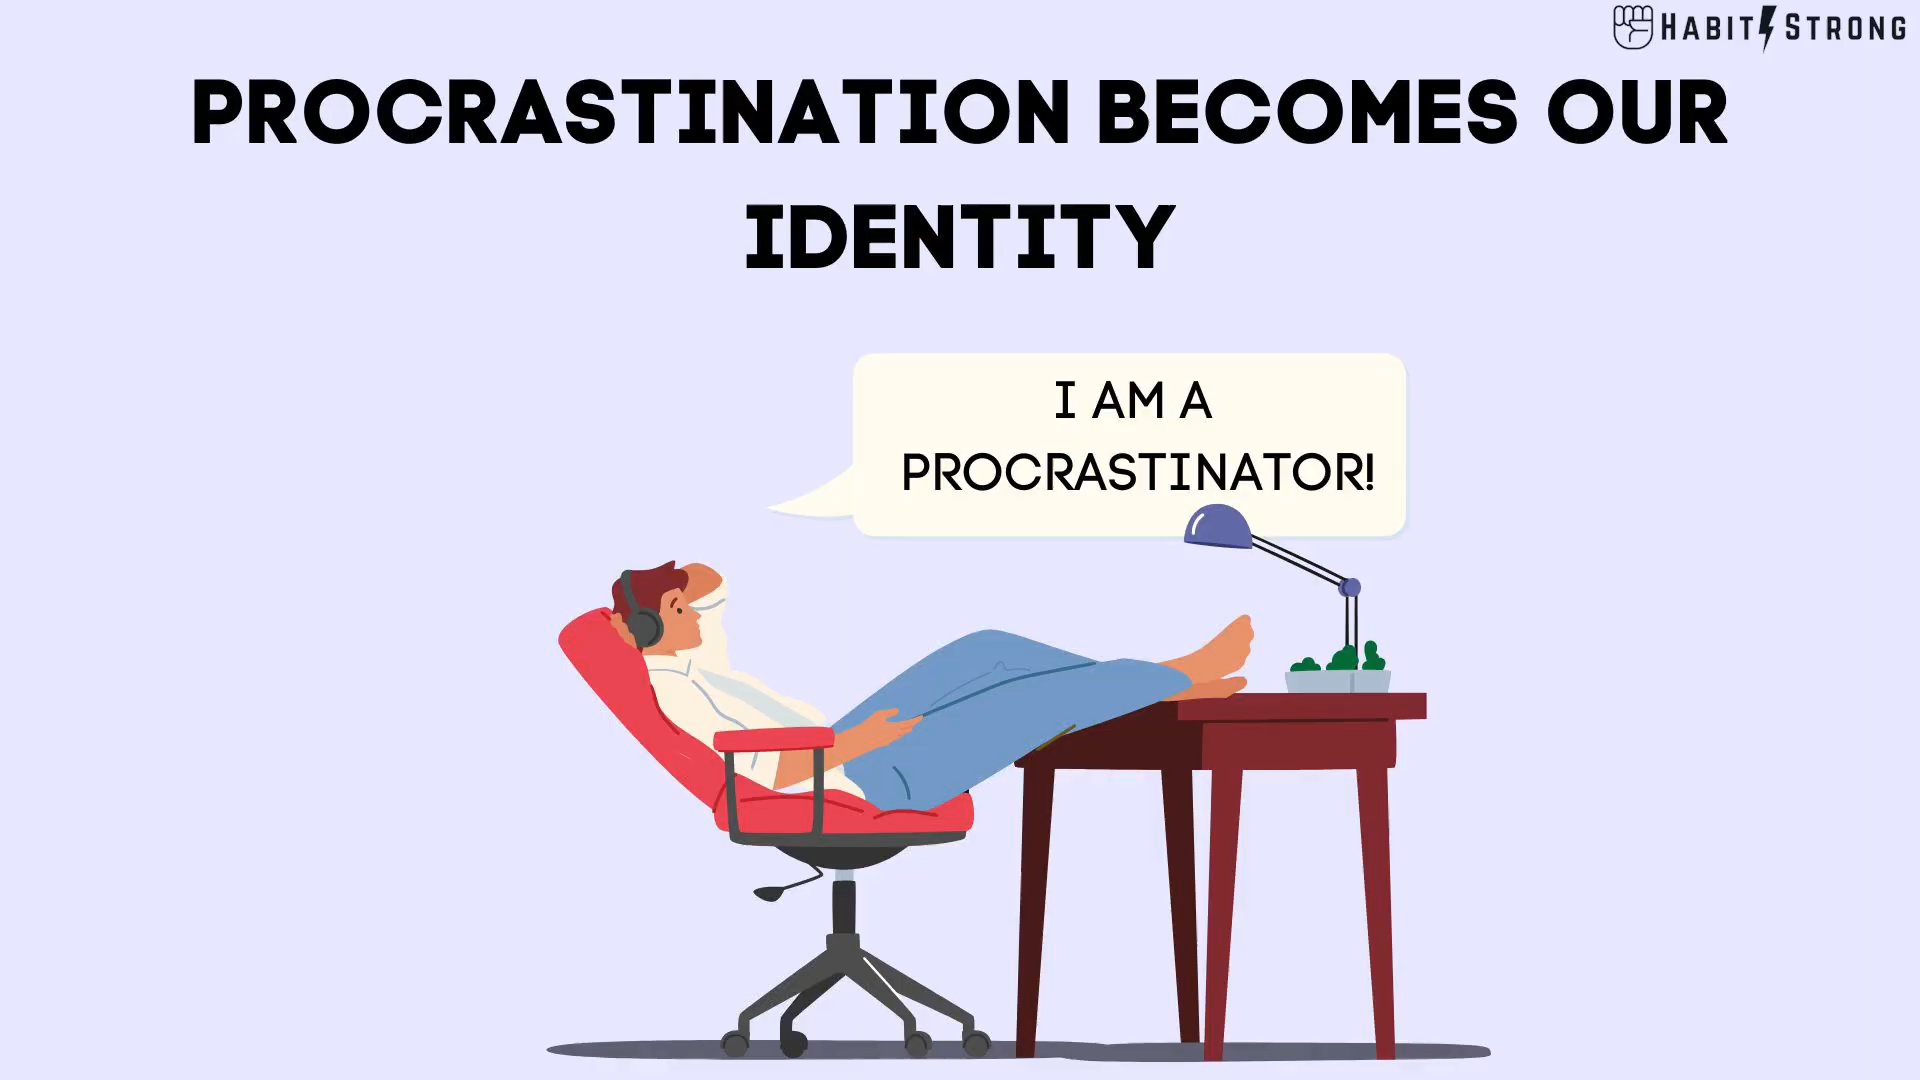 HABIT STRONG
PROCRASTINATION BECOMES OUR
IDENTITY
I AM A
PROCRASTINATOR!